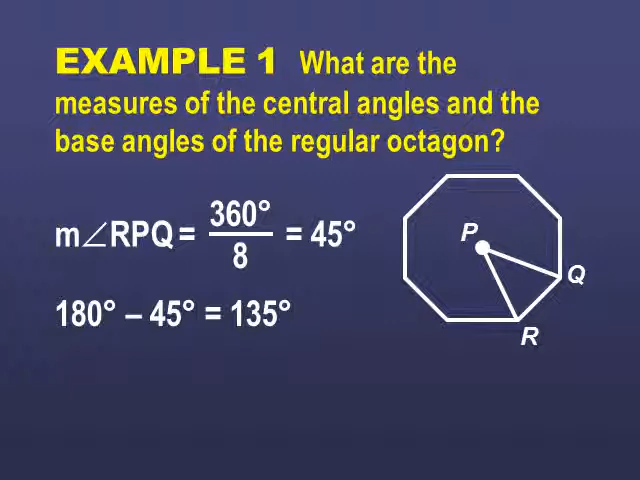 EXAMPLE 1 What are the
measures of the central angles and the
base angles of the regular octagon?
m∠RPQ = 360° / 8 = 45°
180° – 45° = 135°
P
Q
R